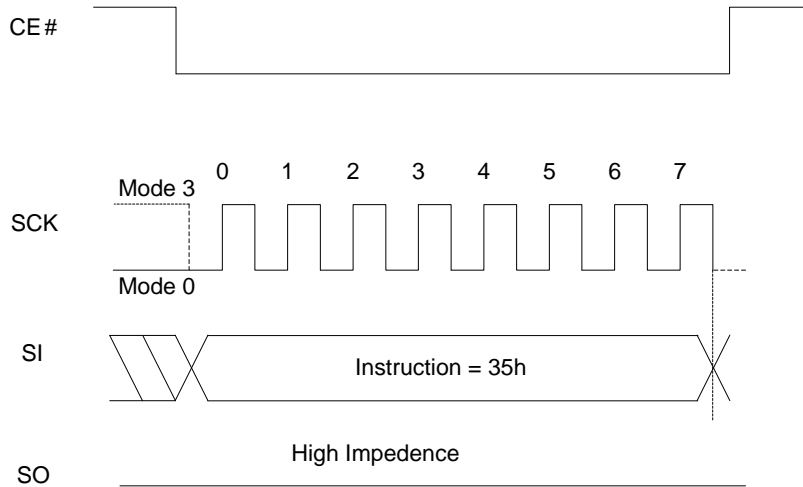 CE #
0 1 2 3 4 5 6 7
Mode 3
SCK
Mode 0
SI
Instruction = 35h
High Impedence
SO